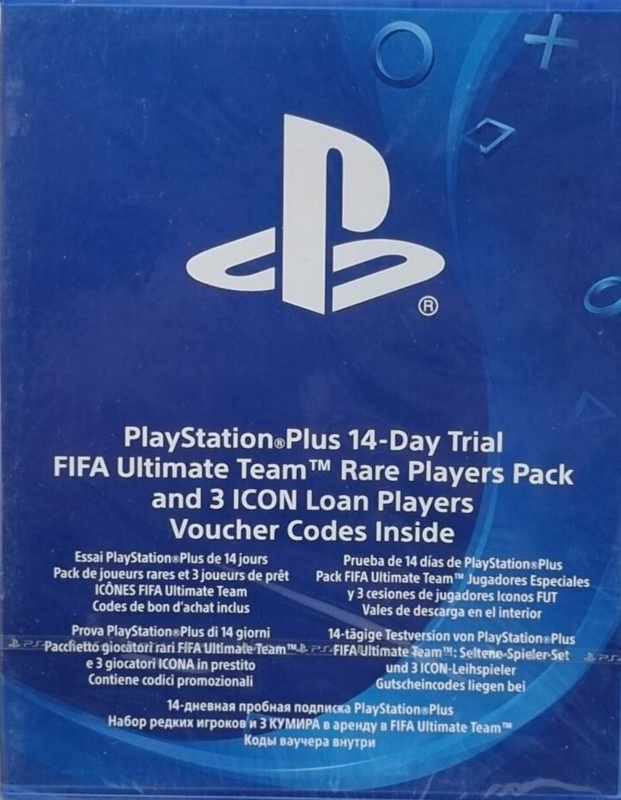 PlayStation®Plus 14-Day Trial
FIFA Ultimate Team™ Rare Players Pack
and 3 ICON Loan Players
Voucher Codes Inside
Essai PlayStation®Plus de 14 jours
Pack de joueurs rares et 3 joueurs de prêt
ICÔNES FIFA Ultimate Team
Codes de bon d'achat inclus
Prueba de 14 días de PlayStation®Plus
Pack FIFA Ultimate Team™ Jugadores Especiales
y 3 cesiones de jugadores Iconos FUT
Vales de descarga en el interior
Prova PlayStation®Plus di 14 giorni
Pacchetto giocatori rari FIFA Ultimate Team™
e 3 giocatori ICONA in prestito
Contiene codici promozionali
14-tägige Testversion von PlayStation®Plus
FIFA Ultimate Team™: Seltene-Spieler-Set
und 3 ICON-Leihspieler
Gutscheincodes liegen bei
14-дневная пробная подписка PlayStation®Plus
Набор редких игроков и 3 КУМИРА в аренду в FIFA Ultimate Team™
Коды ваучера внутри